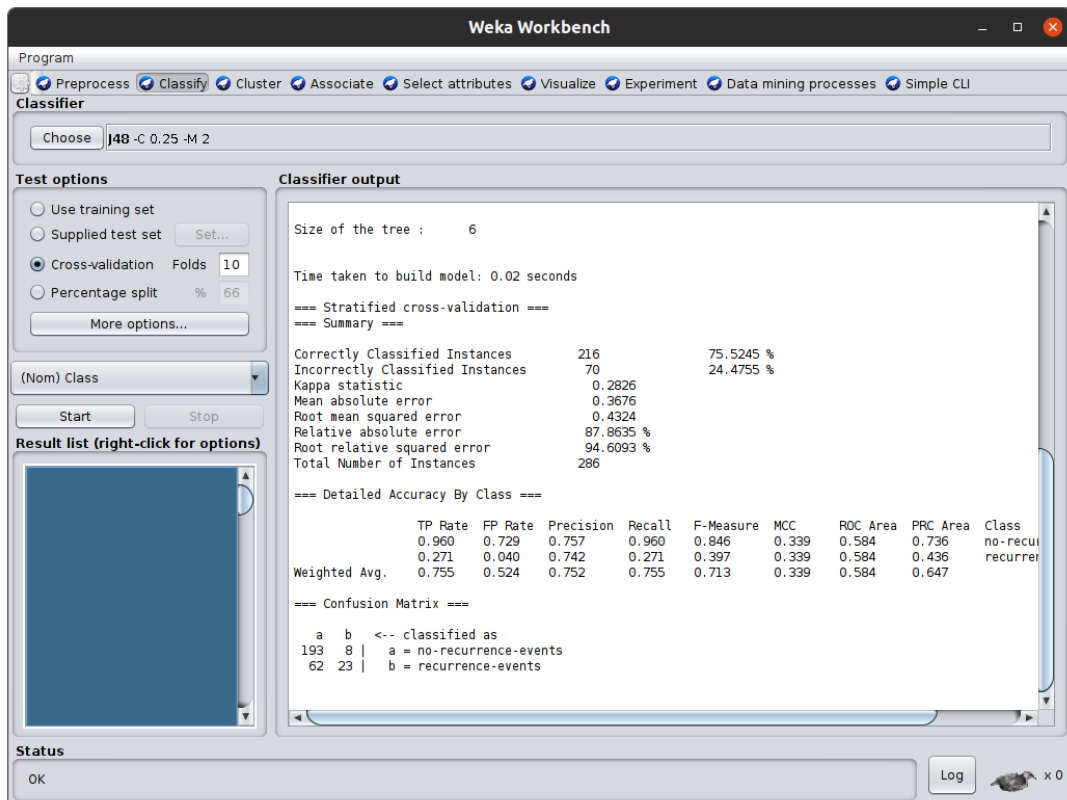 Weka Workbench
Program
Preprocess Classify Cluster Associate Select attributes Visualize Experiment Data mining processes Simple CLI
Classifier
Choose J48 -C 0.25 -M 2
Test options
Use training set
Supplied test set Set...
Cross-validation Folds 10
Percentage split % 66
More options...
(Nom) Class
Start Stop
Result list (right-click for options)
Classifier output
Size of the tree : 6
Time taken to build model: 0.02 seconds
=== Stratified cross-validation ===
=== Summary ===
Correctly Classified Instances 216 75.5245 %
Incorrectly Classified Instances 70 24.4755 %
Kappa statistic 0.2826
Mean absolute error 0.3676
Root mean squared error 0.4324
Relative absolute error 87.8635 %
Root relative squared error 94.6093 %
Total Number of Instances 286
=== Detailed Accuracy By Class ===
TP Rate FP Rate Precision Recall F-Measure MCC ROC Area PRC Area Class
0.960 0.729 0.757 0.960 0.846 0.339 0.584 0.736 no-recur
0.271 0.040 0.742 0.271 0.397 0.339 0.584 0.436 recurren
Weighted Avg. 0.755 0.524 0.752 0.755 0.713 0.339 0.584 0.647
=== Confusion Matrix ===
a b <-- classified as
193 8 | a = no-recurrence-events
62 23 | b = recurrence-events
Status
OK
Log x 0